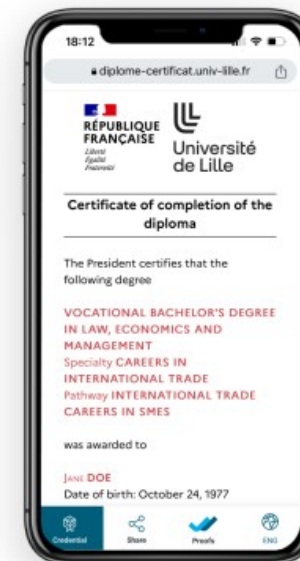 18:12
diplome-certificat.univ-lille.fr
RÉPUBLIQUE
FRANÇAISE
Liberté
Égalité
Fraternité
Université
de Lille
Certificate of completion of the
diploma
The President certifies that the
following degree
VOCATIONAL BACHELOR'S DEGREE
IN LAW, ECONOMICS AND
MANAGEMENT
Specialty CAREERS IN
INTERNATIONAL TRADE
Pathway INTERNATIONAL TRADE
CAREERS IN SMES
was awarded to
JANE DOE
Date of birth: October 24, 1977
Credential
Share
Proofs
ENG